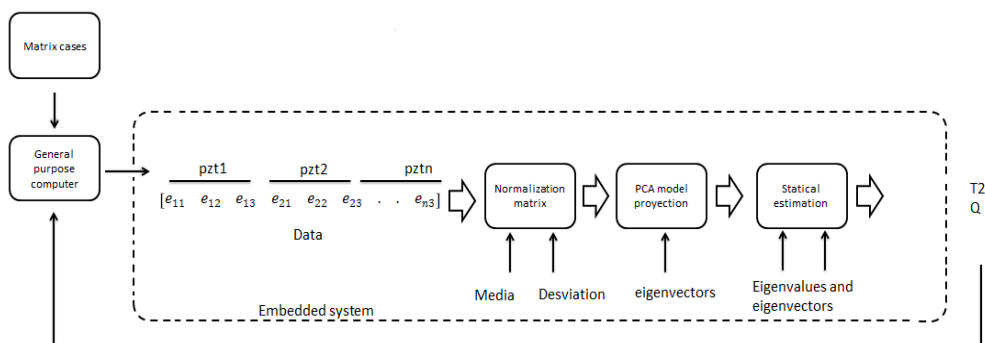 Matrix cases
General
purpose
computer
pzt1 pzt2 pztn
[e11 e12 e13 e21 e22 e23 . . en3]
Data
Normalization
matrix
PCA model
proyection
Statical
estimation
T2
Q
Media
Desviation
eigenvectors
Eigenvalues and
eigenvectors
Embedded system